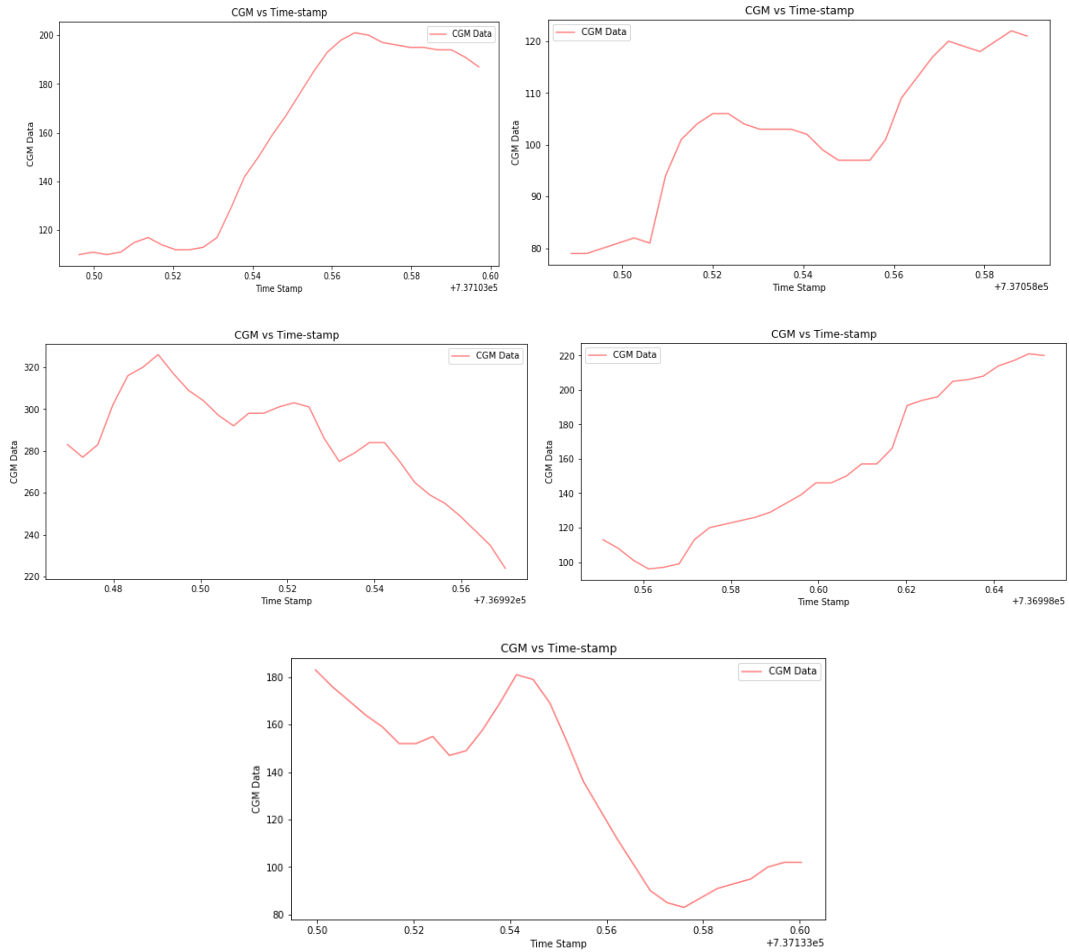 CGM vs Time-stamp
CGM Data
200
180
160
140
120
CGM Data
0.50
0.52
0.54
0.56
0.58
0.60
Time Stamp
+7.37103e5
CGM vs Time-stamp
CGM Data
120
110
100
90
80
CGM Data
0.50
0.52
0.54
0.56
0.58
Time Stamp
+7.37058e5
CGM vs Time-stamp
CGM Data
320
300
280
260
240
220
CGM Data
0.48
0.50
0.52
0.54
0.56
Time Stamp
+7.36992e5
CGM vs Time-stamp
CGM Data
220
200
180
160
140
120
100
CGM Data
0.56
0.58
0.60
0.62
0.64
Time Stamp
+7.36998e5
CGM vs Time-stamp
CGM Data
180
160
140
120
100
80
CGM Data
0.50
0.52
0.54
0.56
0.58
0.60
Time Stamp
+7.37133e5